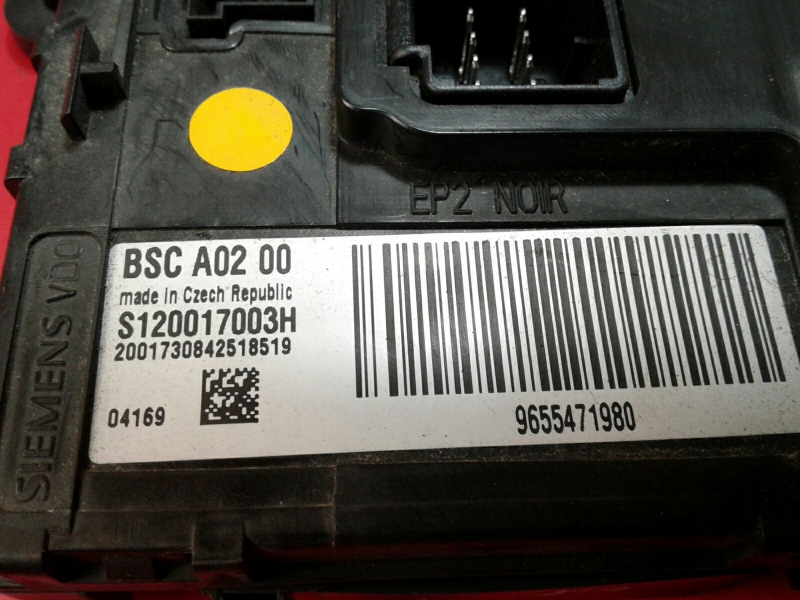 EP2 NOIR
SIEMENS VDO
BSC A02 00
made in Czech Republic
S120017003H
2001730842518519
04169
9655471980